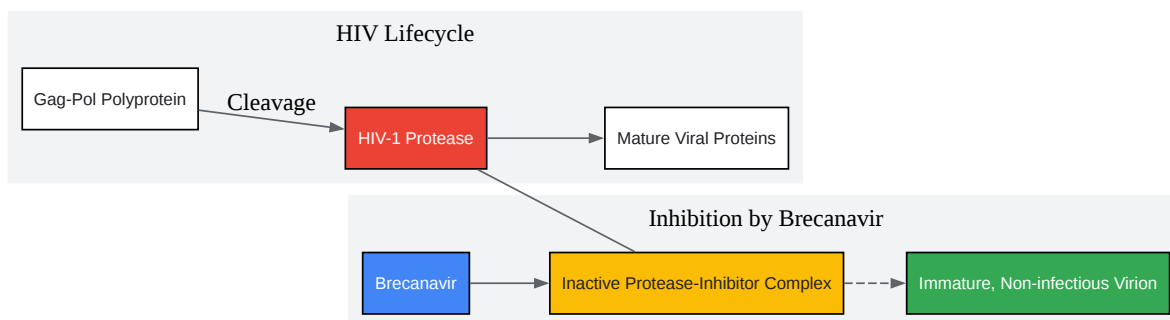 HIV Lifecycle
Gag-Pol Polyprotein
Cleavage
HIV-1 Protease
Mature Viral Proteins
Inhibition by Brecanavir
Brecanavir
Inactive Protease-Inhibitor Complex
Immature, Non-infectious Virion